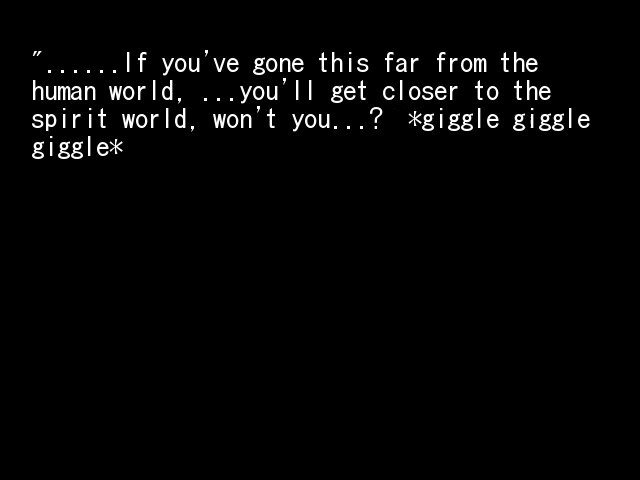 "......If you've gone this far from the
human world, ...you'll get closer to the
spirit world, won't you...?  *giggle giggle
giggle*